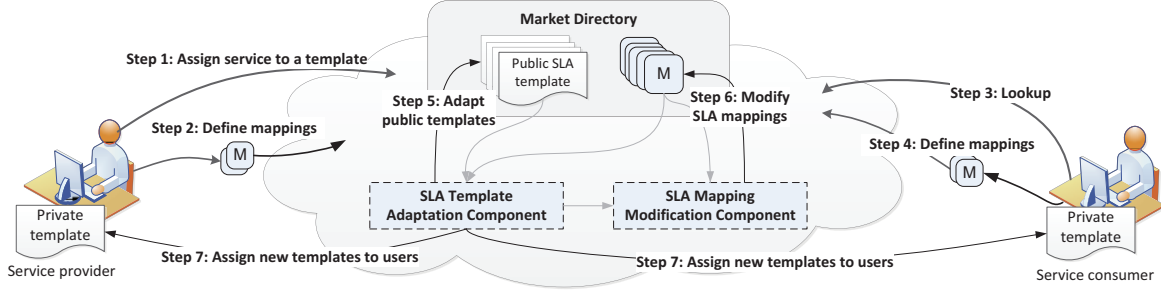 Market Directory
Step 1: Assign service to a template
Public SLA
template
M
Step 5: Adapt
public templates
Step 6: Modify
SLA mappings
Step 3: Lookup
Step 2: Define mappings
M
Step 4: Define mappings
M
SLA Template
Adaptation Component
SLA Mapping
Modification Component
Private
template
Private
template
Step 7: Assign new templates to users
Step 7: Assign new templates to users
Service provider
Service consumer